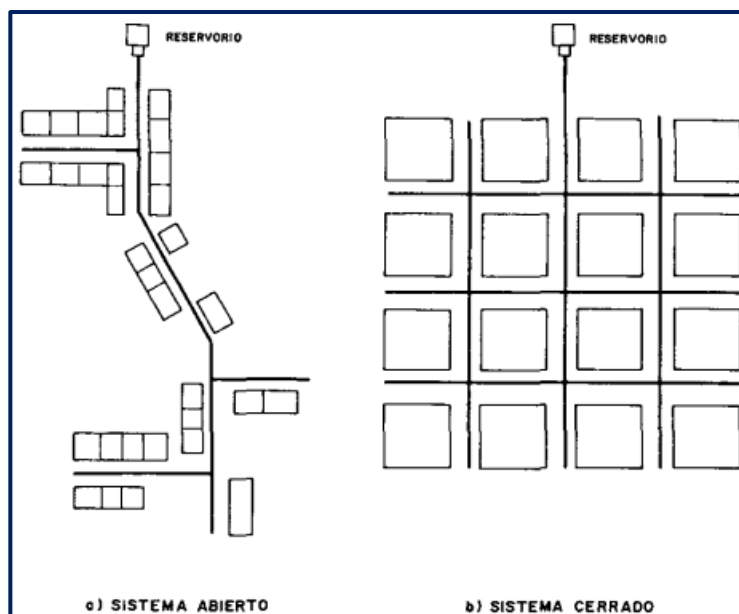 RESERVORIO
RESERVORIO
a) SISTEMA ABIERTO
b) SISTEMA CERRADO